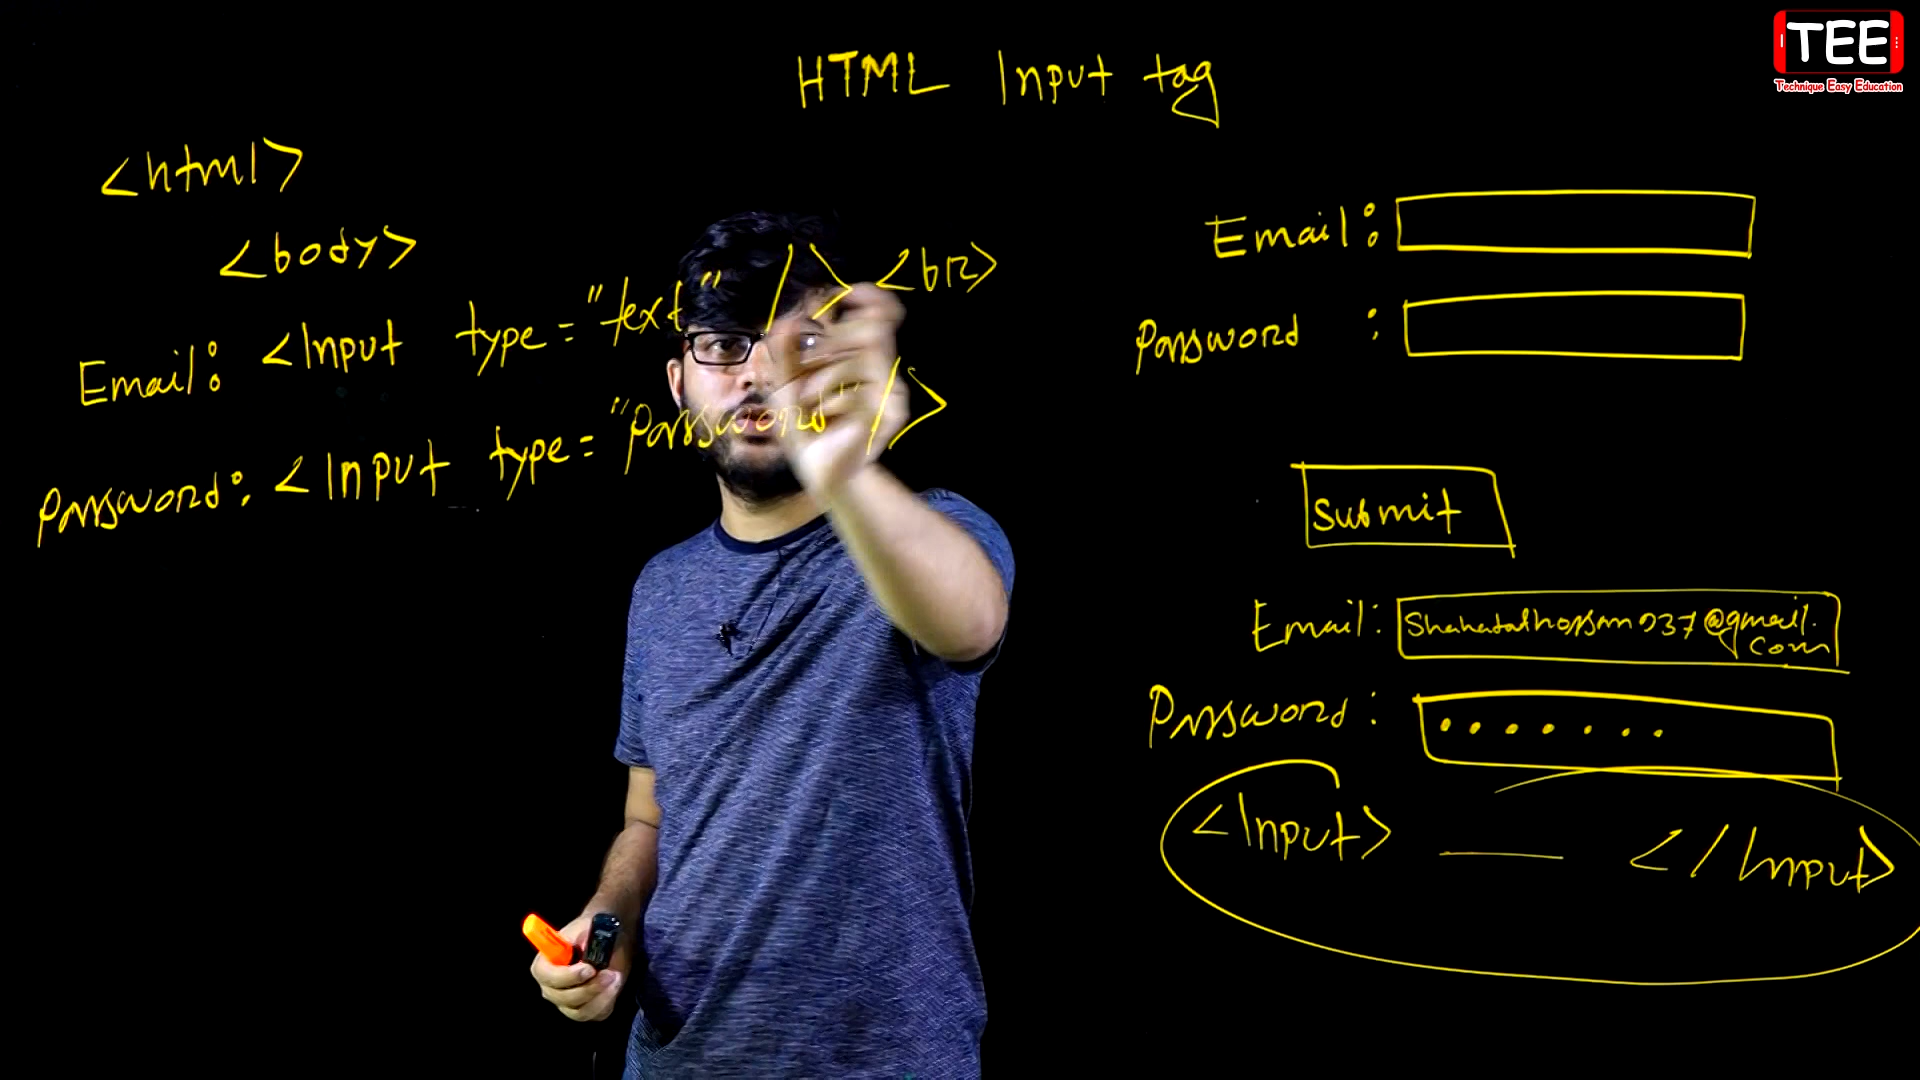 HTML Input tag
TEE
Technique Easy Education
<html>
<body>
Email: <Input type="text" /> <br>
Password: <Input type="Password" />
Email:
Password :
Submit
Email:
@gmail.
com
Password :
<Input> — </Input>